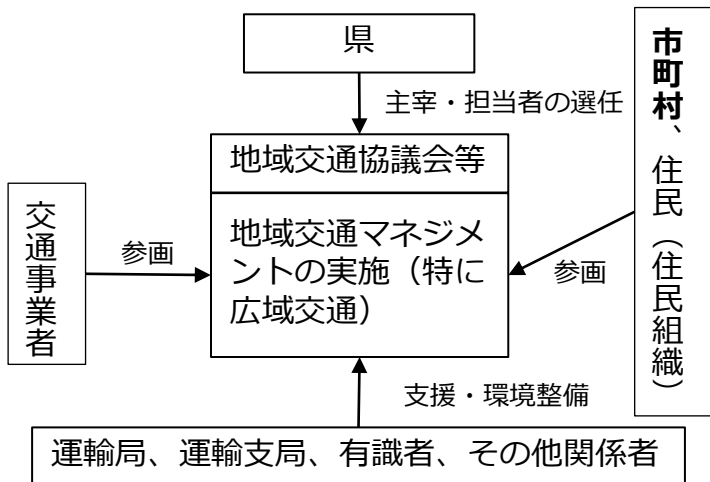 県
主宰・担当者の選任
地域交通協議会等
地域交通マネジメ
ントの実施（特に
広域交通）
交通事業者
参画
市町村、住民（住民組織）
参画
支援・環境整備
運輸局、運輸支局、有識者、その他関係者